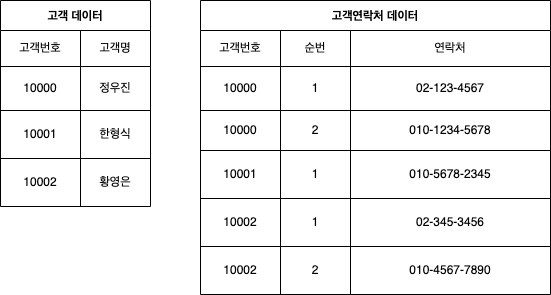 고객 데이터
고객번호 고객명
10000 정우진
10001 한형식
10002 황영은
고객연락처 데이터
고객번호 순번 연락처
10000 1 02-123-4567
10000 2 010-1234-5678
10001 1 010-5678-2345
10002 1 02-345-3456
10002 2 010-4567-7890